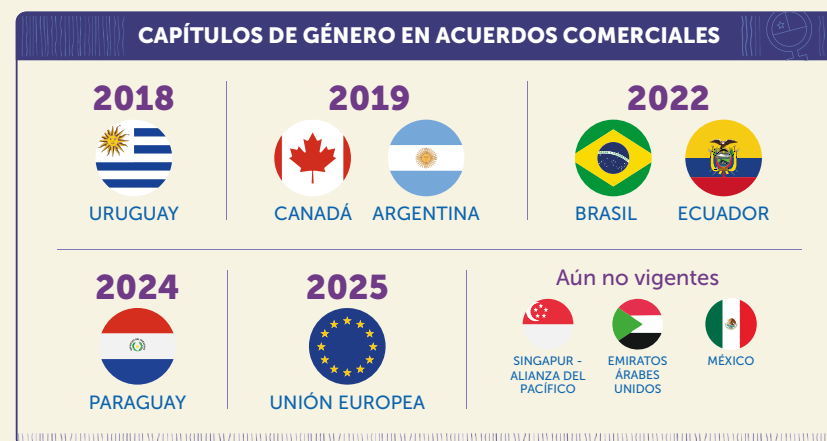 CAPÍTULOS DE GÉNERO EN ACUERDOS COMERCIALES
2018
URUGUAY
2019
CANADÁ
ARGENTINA
2022
BRASIL
ECUADOR
2024
PARAGUAY
2025
UNIÓN EUROPEA
Aún no vigentes
SINGAPUR -
ALIANZA DEL
PACÍFICO
EMIRATOS
ÁRABES
UNIDOS
MÉXICO